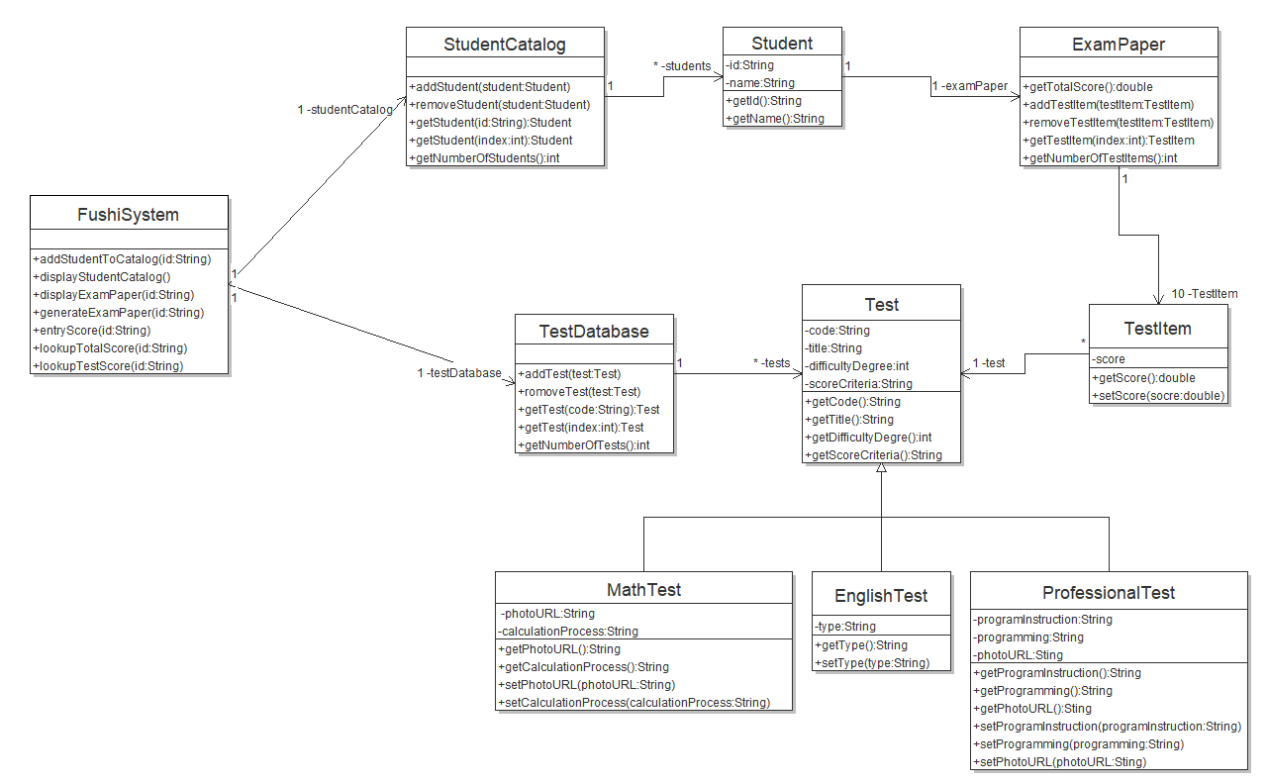 StudentCatalog
+addStudent(student:Student)
+removeStudent(student:Student)
+getStudent(id:String):Student
+getStudent(index:int):Student
+getNumberOfStudents():int
1
* -students
Student
-id:String
-name:String
+getId():String
+getName():String
1
1 -examPaper
ExamPaper
+getTotalScore():double
+addTestItem(testItem:TestItem)
+removeTestItem(testItem:TestItem)
+getTestItem(index:int):TestItem
+getNumberOfTestItems():int
1
1 -studentCatalog
FushiSystem
+addStudentToCatalog(id:String)
+displayStudentCatalog()
+displayExamPaper(id:String)
+generateExamPaper(id:String)
+entryScore(id:String)
+lookupTotalScore(id:String)
+lookupTestScore(id:String)
1
1
1 -testDatabase
TestDatabase
+addTest(test:Test)
+romoveTest(test:Test)
+getTest(code:String):Test
+getTest(index:int):Test
+getNumberOfTests():int
1
* -tests
Test
-code:String
-title:String
-difficultyDegree:int
-scoreCriteria:String
+getCode():String
+getTitle():String
+getDifficultyDegre():int
+getScoreCriteria():String
1 -test
*
10 -TestItem
TestItem
-score
+getScore():double
+setScore(socre:double)
MathTest
-photoURL:String
-calculationProcess:String
+getPhotoURL():String
+getCalculationProcess():String
+setPhotoURL(photoURL:String)
+setCalculationProcess(calculationProcess:String)
EnglishTest
-type:String
+getType():String
+setType(type:String)
ProfessionalTest
-programInstruction:String
-programming:String
-photoURL:Sting
+getProgramInstruction():String
+getProgramming():String
+getPhotoURL():Sting
+setProgramInstruction(programInstruction:String)
+setProgramming(programming:String)
+setPhotoURL(photoURL:Sting)